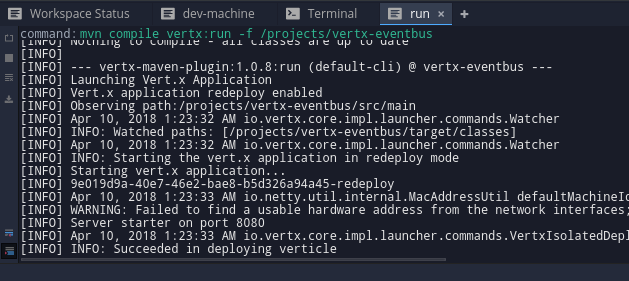 Workspace Status
dev-machine
Terminal
run ×
command:mvn compile vertx:run -f /projects/vertx-eventbus
[INFO] Nothing to compile - all classes are up to date
[INFO]
[INFO] --- vertx-maven-plugin:1.0.8:run (default-cli) @ vertx-eventbus ---
[INFO] Launching Vert.x Application
[INFO] Vert.x application redeploy enabled
[INFO] Observing path:/projects/vertx-eventbus/src/main
[INFO] Apr 10, 2018 1:23:32 AM io.vertx.core.impl.launcher.commands.Watcher
[INFO] INFO: Watched paths: [/projects/vertx-eventbus/target/classes]
[INFO] Apr 10, 2018 1:23:32 AM io.vertx.core.impl.launcher.commands.Watcher
[INFO] INFO: Starting the vert.x application in redeploy mode
[INFO] Starting vert.x application...
[INFO] 9e019d9a-40e7-46e2-bae8-b5d326a94a45-redeploy
[INFO] Apr 10, 2018 1:23:33 AM io.netty.util.internal.MacAddressUtil defaultMachineId
[INFO] WARNING: Failed to find a usable hardware address from the network interfaces;
[INFO] Server starter on port 8080
[INFO] Apr 10, 2018 1:23:33 AM io.vertx.core.impl.launcher.commands.VertxIsolatedDepl
[INFO] INFO: Succeeded in deploying verticle